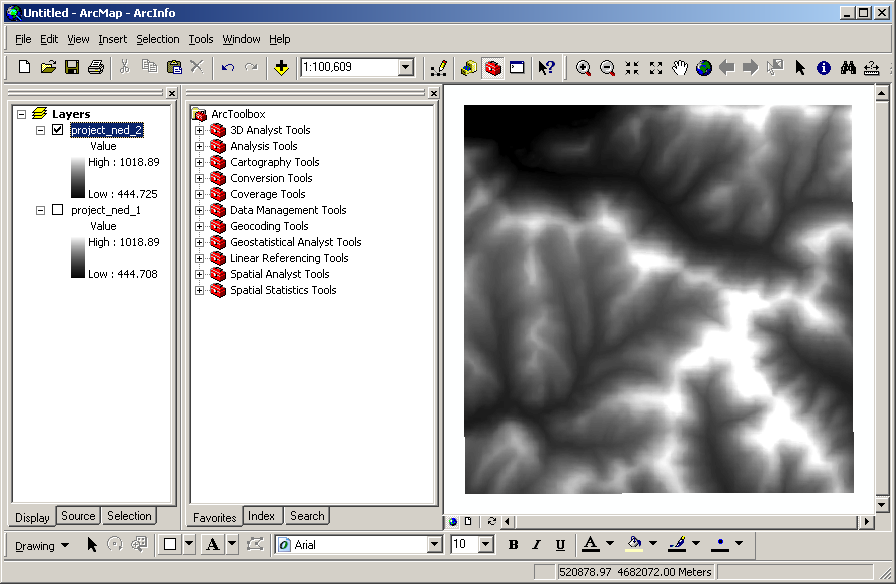 Untitled - ArcMap - ArcInfo
File Edit View Insert Selection Tools Window Help
1:100,609
Layers
project_ned_2
Value
High : 1018.89
Low : 444.725
project_ned_1
Value
High : 1018.89
Low : 444.708
Display Source Selection
ArcToolbox
3D Analyst Tools
Analysis Tools
Cartography Tools
Conversion Tools
Coverage Tools
Data Management Tools
Geocoding Tools
Geostatistical Analyst Tools
Linear Referencing Tools
Spatial Analyst Tools
Spatial Statistics Tools
Favorites Index Search
Drawing A Arial 10 B I U A
520878.97 4682072.00 Meters